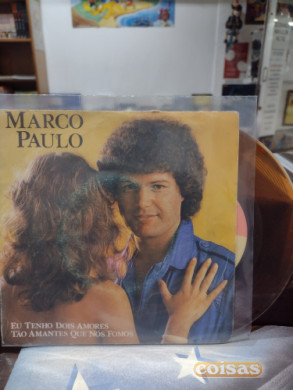 MARCO
PAULO
EU TENHO DOIS AMORES
TÃO AMANTES QUE NÓS FOMOS
coisas